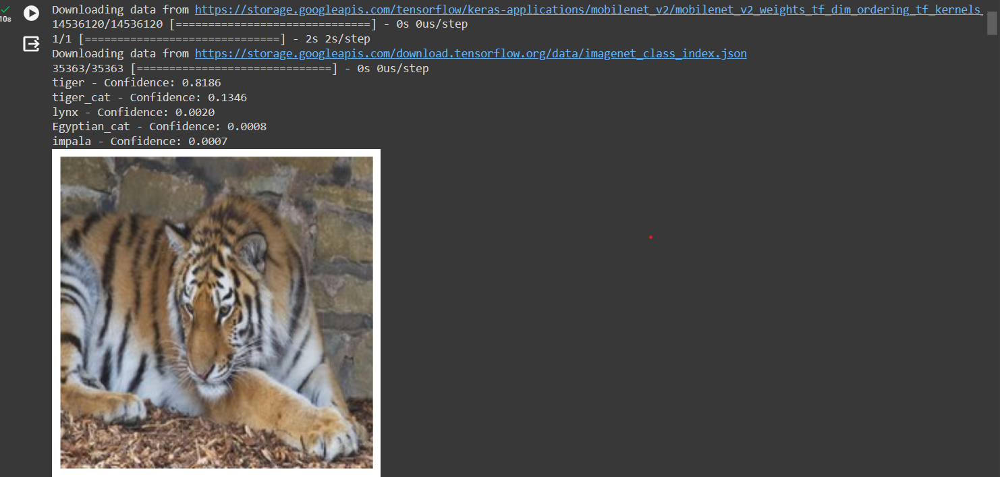 Downloading data from https://storage.googleapis.com/tensorflow/keras-applications/mobilenet_v2/mobilenet_v2_weights_tf_dim_ordering_tf_kernels_
14536120/14536120 [==============================] - 0s 0us/step
10s
1/1 [==============================] - 2s 2s/step
Downloading data from https://storage.googleapis.com/download.tensorflow.org/data/imagenet_class_index.json
35363/35363 [==============================] - 0s 0us/step
tiger - Confidence: 0.8186
tiger_cat - Confidence: 0.1346
lynx - Confidence: 0.0020
Egyptian_cat - Confidence: 0.0008
impala - Confidence: 0.0007